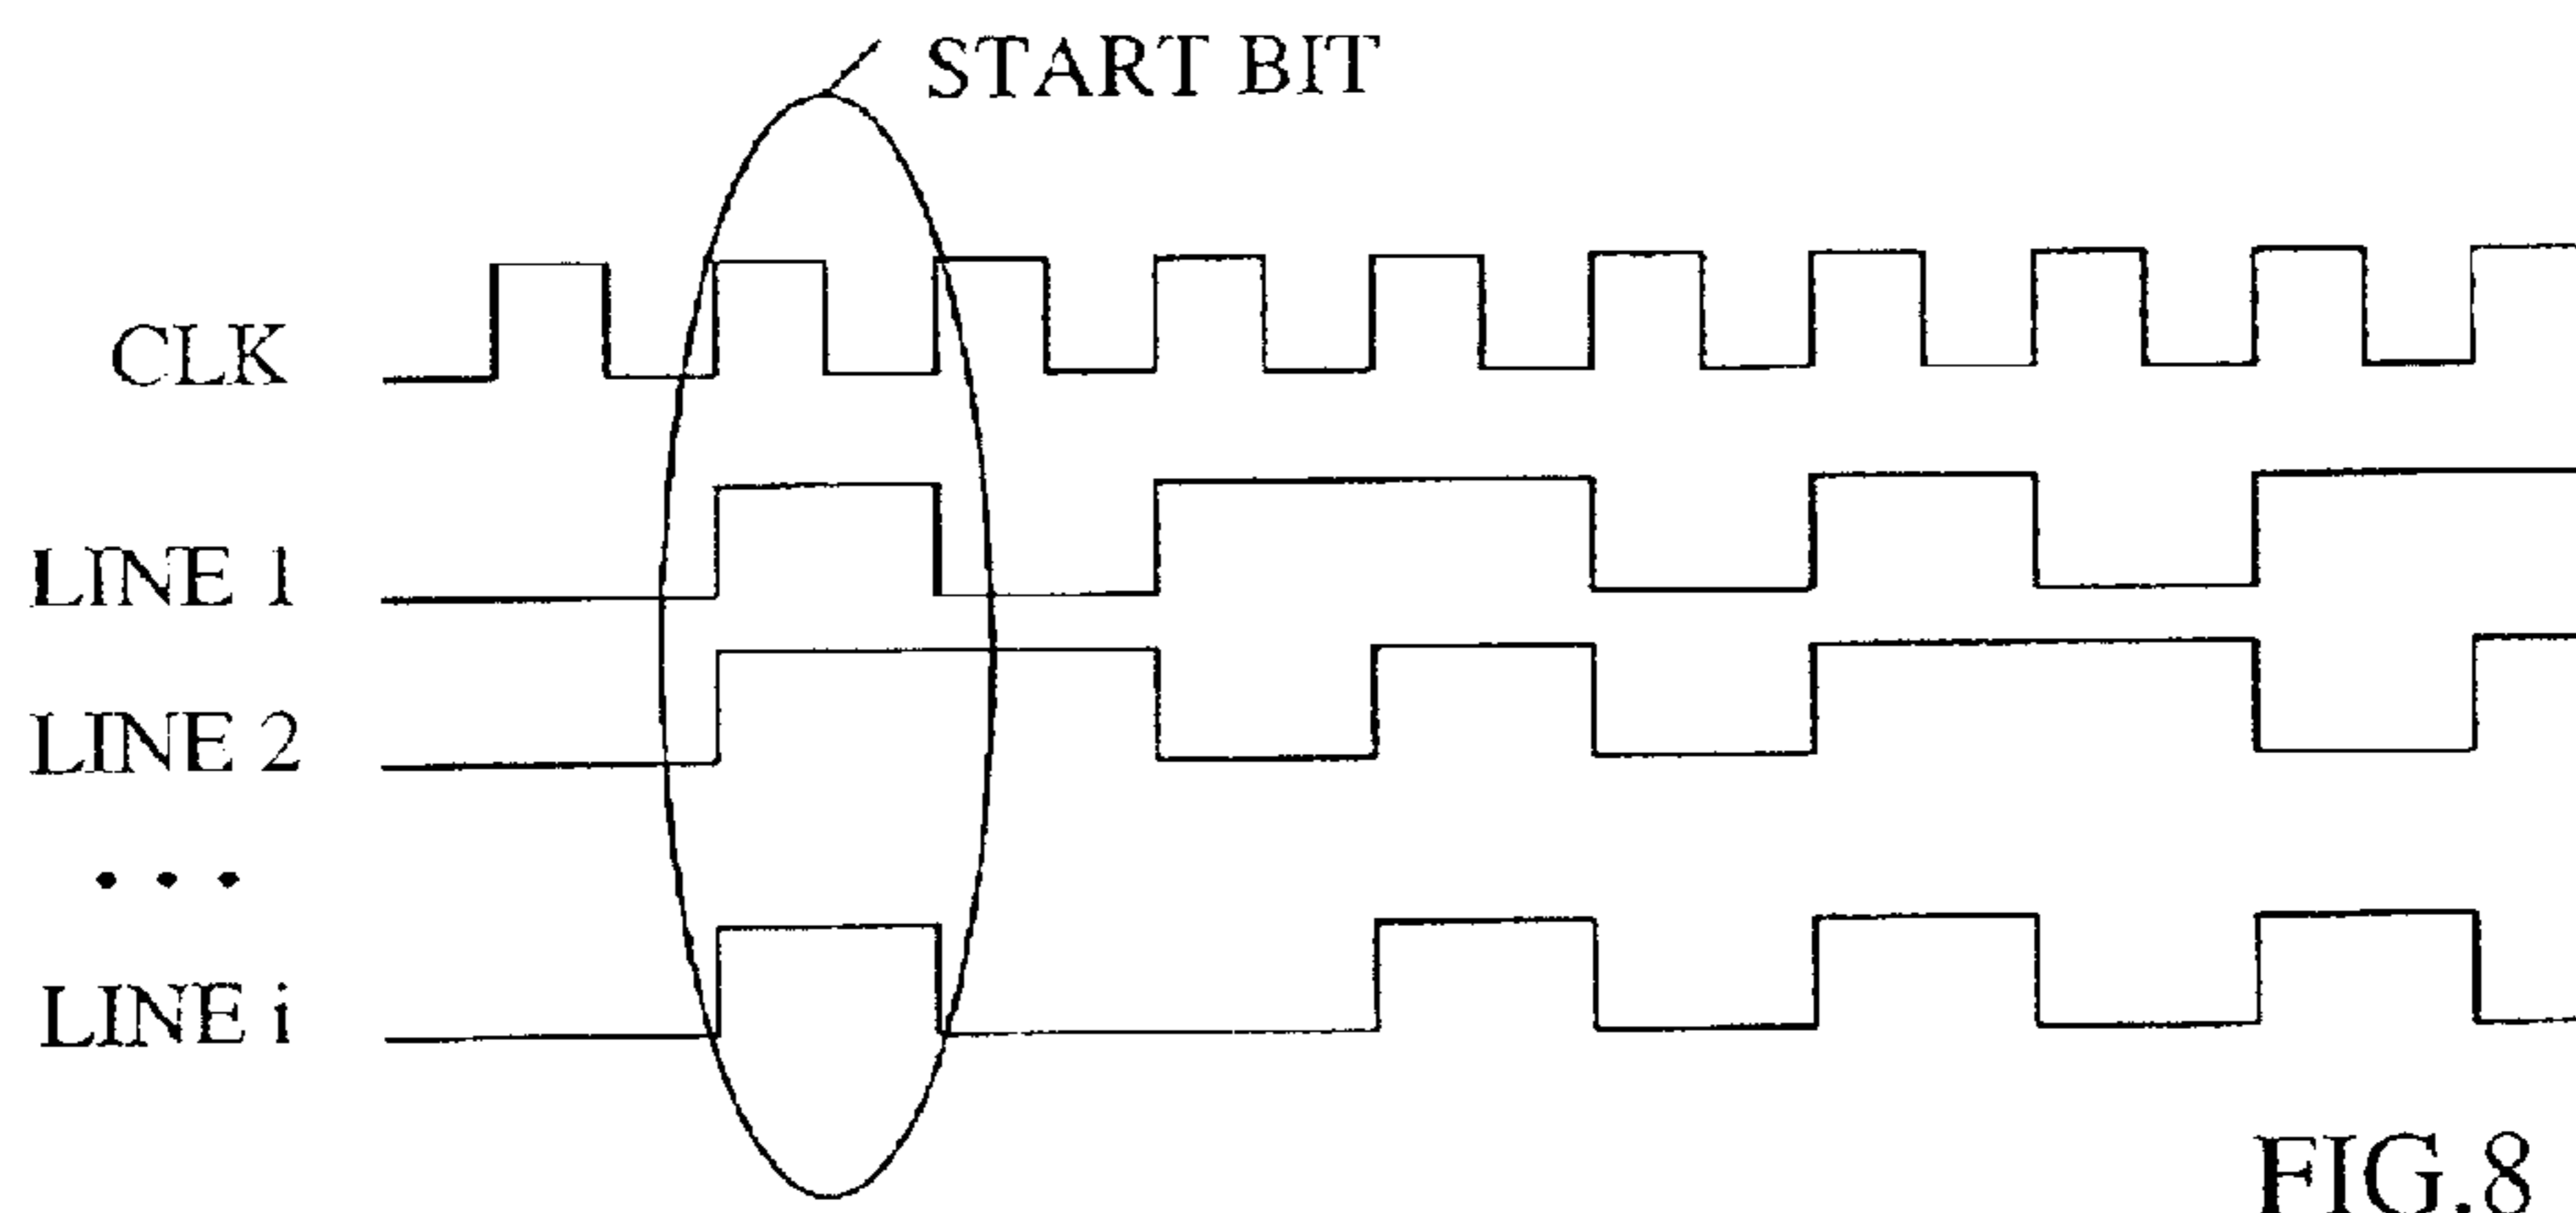 START BIT
CLK
LINE 1
LINE 2
• • •
LINE i
FIG.8